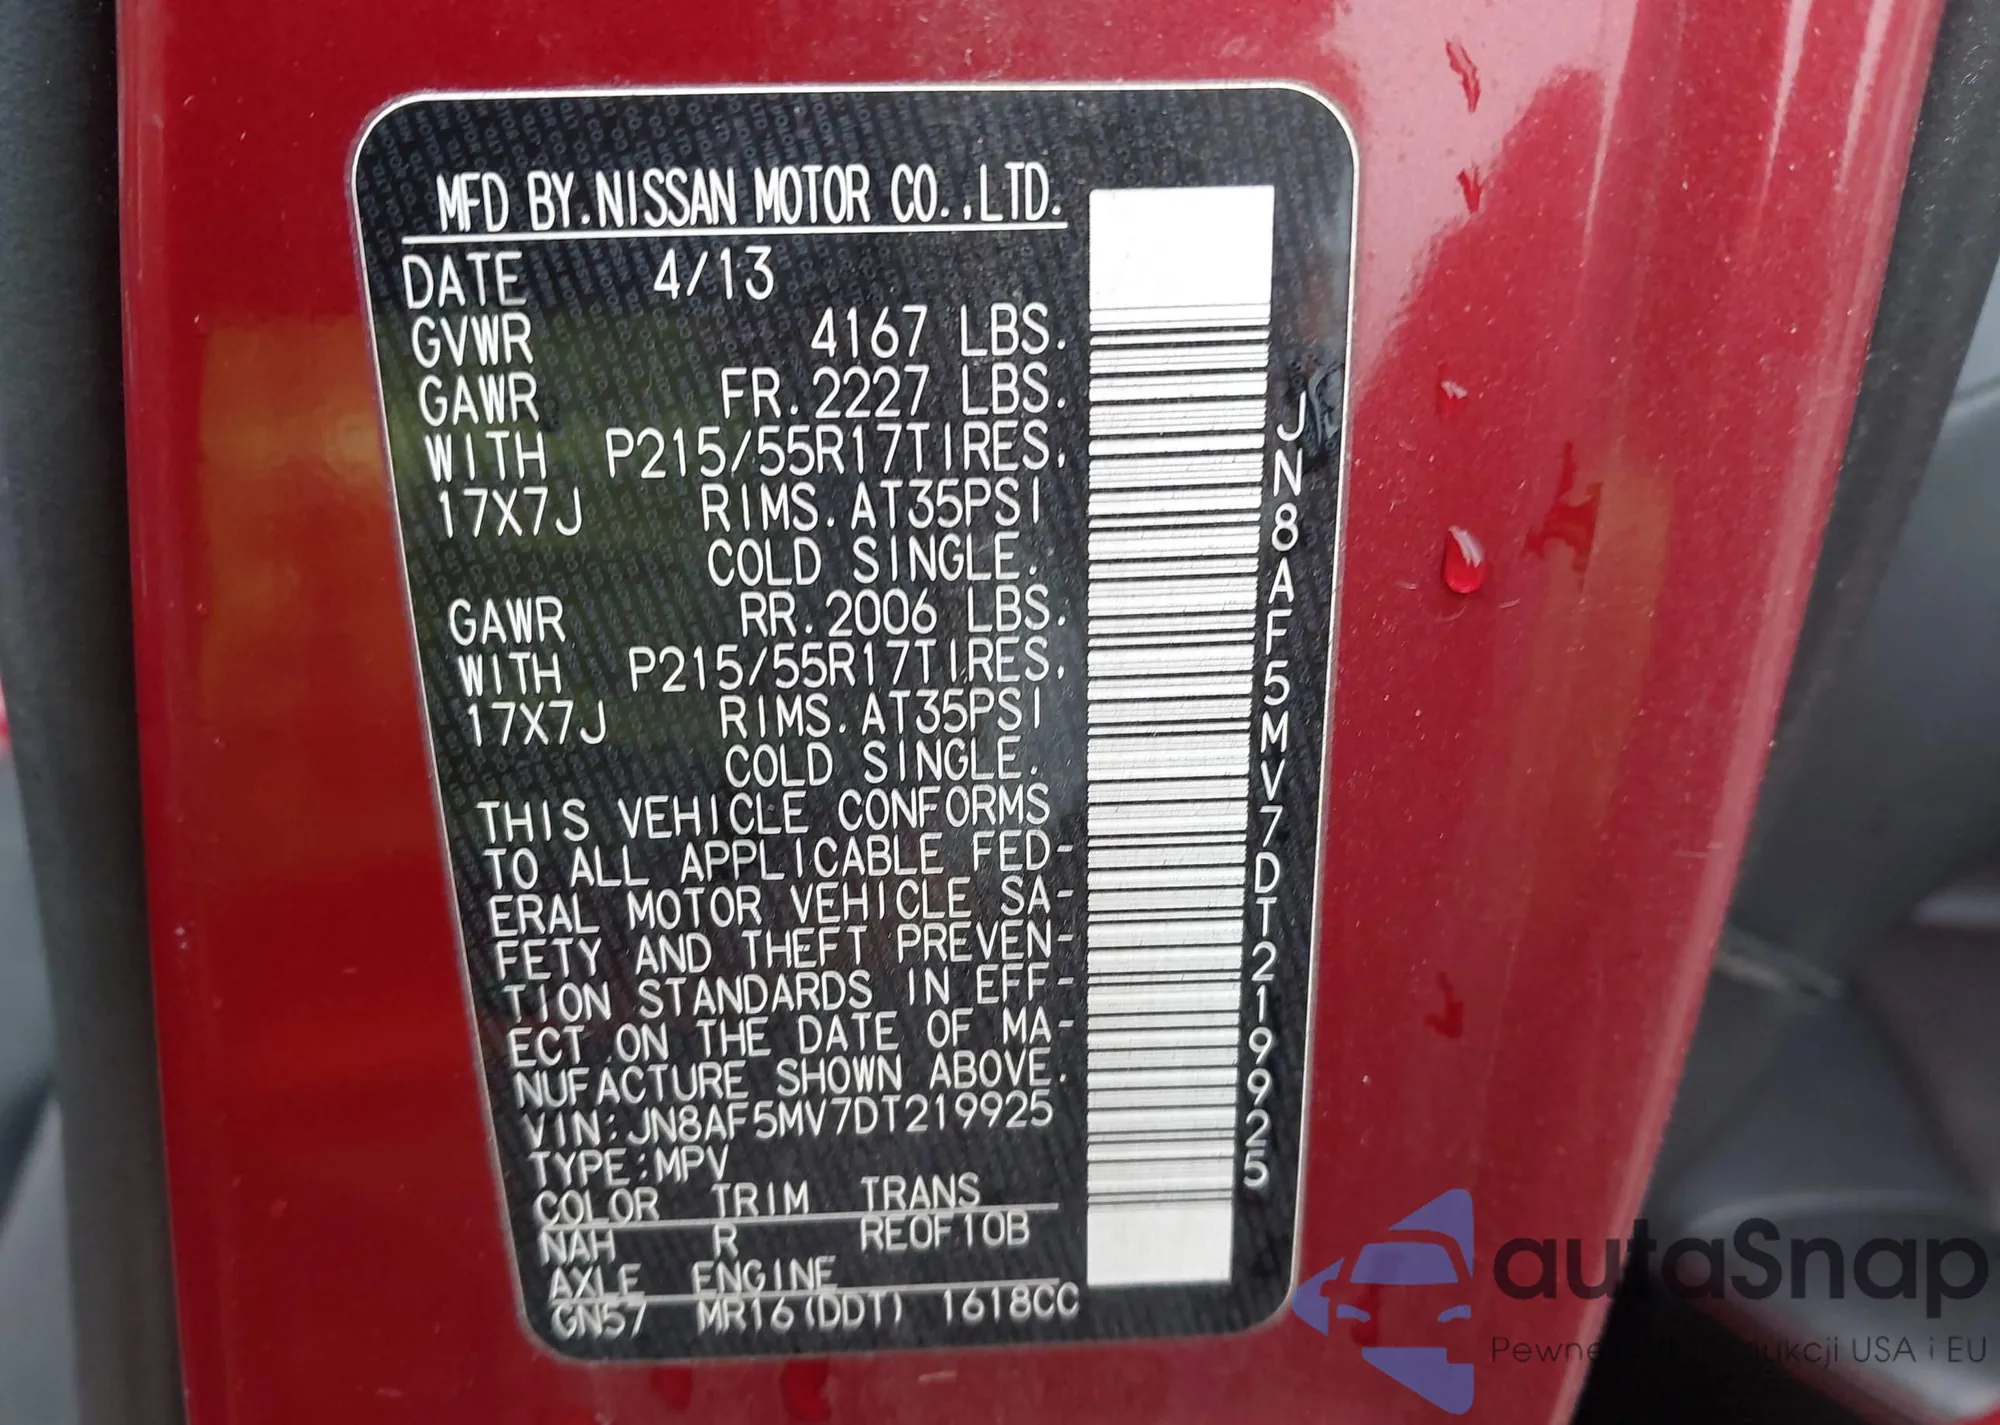 MFD BY.NISSAN MOTOR CO.,LTD.
DATE 4/13
GVWR 4167 LBS.
GAWR FR.2227 LBS.
WITH P215/55R17TIRES.
17X7J RIMS.AT35PSI
COLD SINGLE.
GAWR RR.2006 LBS.
WITH P215/55R17TIRES.
17X7J RIMS.AT35PSI
COLD SINGLE.
THIS VEHICLE CONFORMS
TO ALL APPLICABLE FED-
ERAL MOTOR VEHICLE SA-
FETY AND THEFT PREVEN-
TION STANDARDS IN EFF-
ECT ON THE DATE OF MA-
NUFACTURE SHOWN ABOVE.
VIN:JN8AF5MV7DT219925
TYPE:MPV
COLOR TRIM TRANS
NAH R RE0F10B
AXLE ENGINE
GN57 MR16(DDT) 1618CC
JN8AF5MV7DT219925
autaSnap
USA i EU